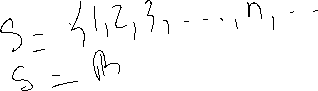 S = {1, 2, 3, ..., n, ...
S = ℝ